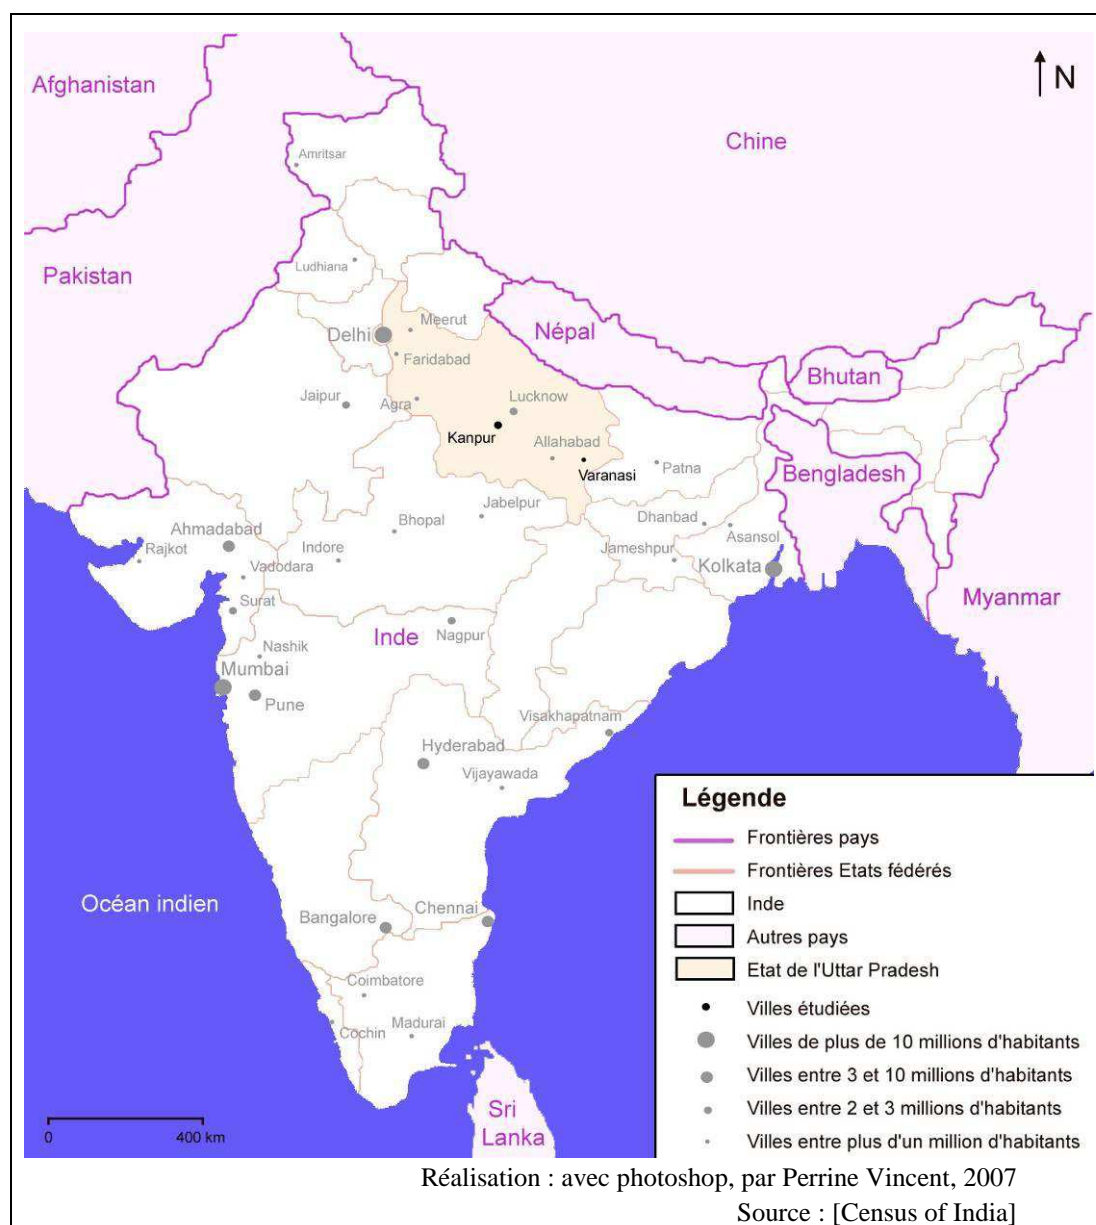 Afghanistan
N
Chine
Amritsar
Pakistan
Ludhiana
Népal
Delhi
Meerut
Faridabad
Bhutan
Jaipur
Agra
Lucknow
Kanpur
Allahabad
Varanasi
Patna
Bengladesh
Jabelpur
Ahmadabad
Bhopal
Dhanbad
Asansol
Rajkot
Indore
Jameshpur
Kolkata
Vadodara
Surat
Myanmar
Inde
Nagpur
Nashik
Mumbai
Pune
Visakhapatnam
Hyderabad
Vijayawada
Océan indien
Bangalore
Chennai
Coimbatore
Cochin
Madurai
Sri
Lanka
0 400 km
Légende
Frontières pays
Frontières Etats fédérés
Inde
Autres pays
Etat de l'Uttar Pradesh
Villes étudiées
Villes de plus de 10 millions d'habitants
Villes entre 3 et 10 millions d'habitants
Villes entre 2 et 3 millions d'habitants
Villes entre plus d'un million d'habitants
Réalisation : avec photoshop, par Perrine Vincent, 2007
Source : [Census of India]